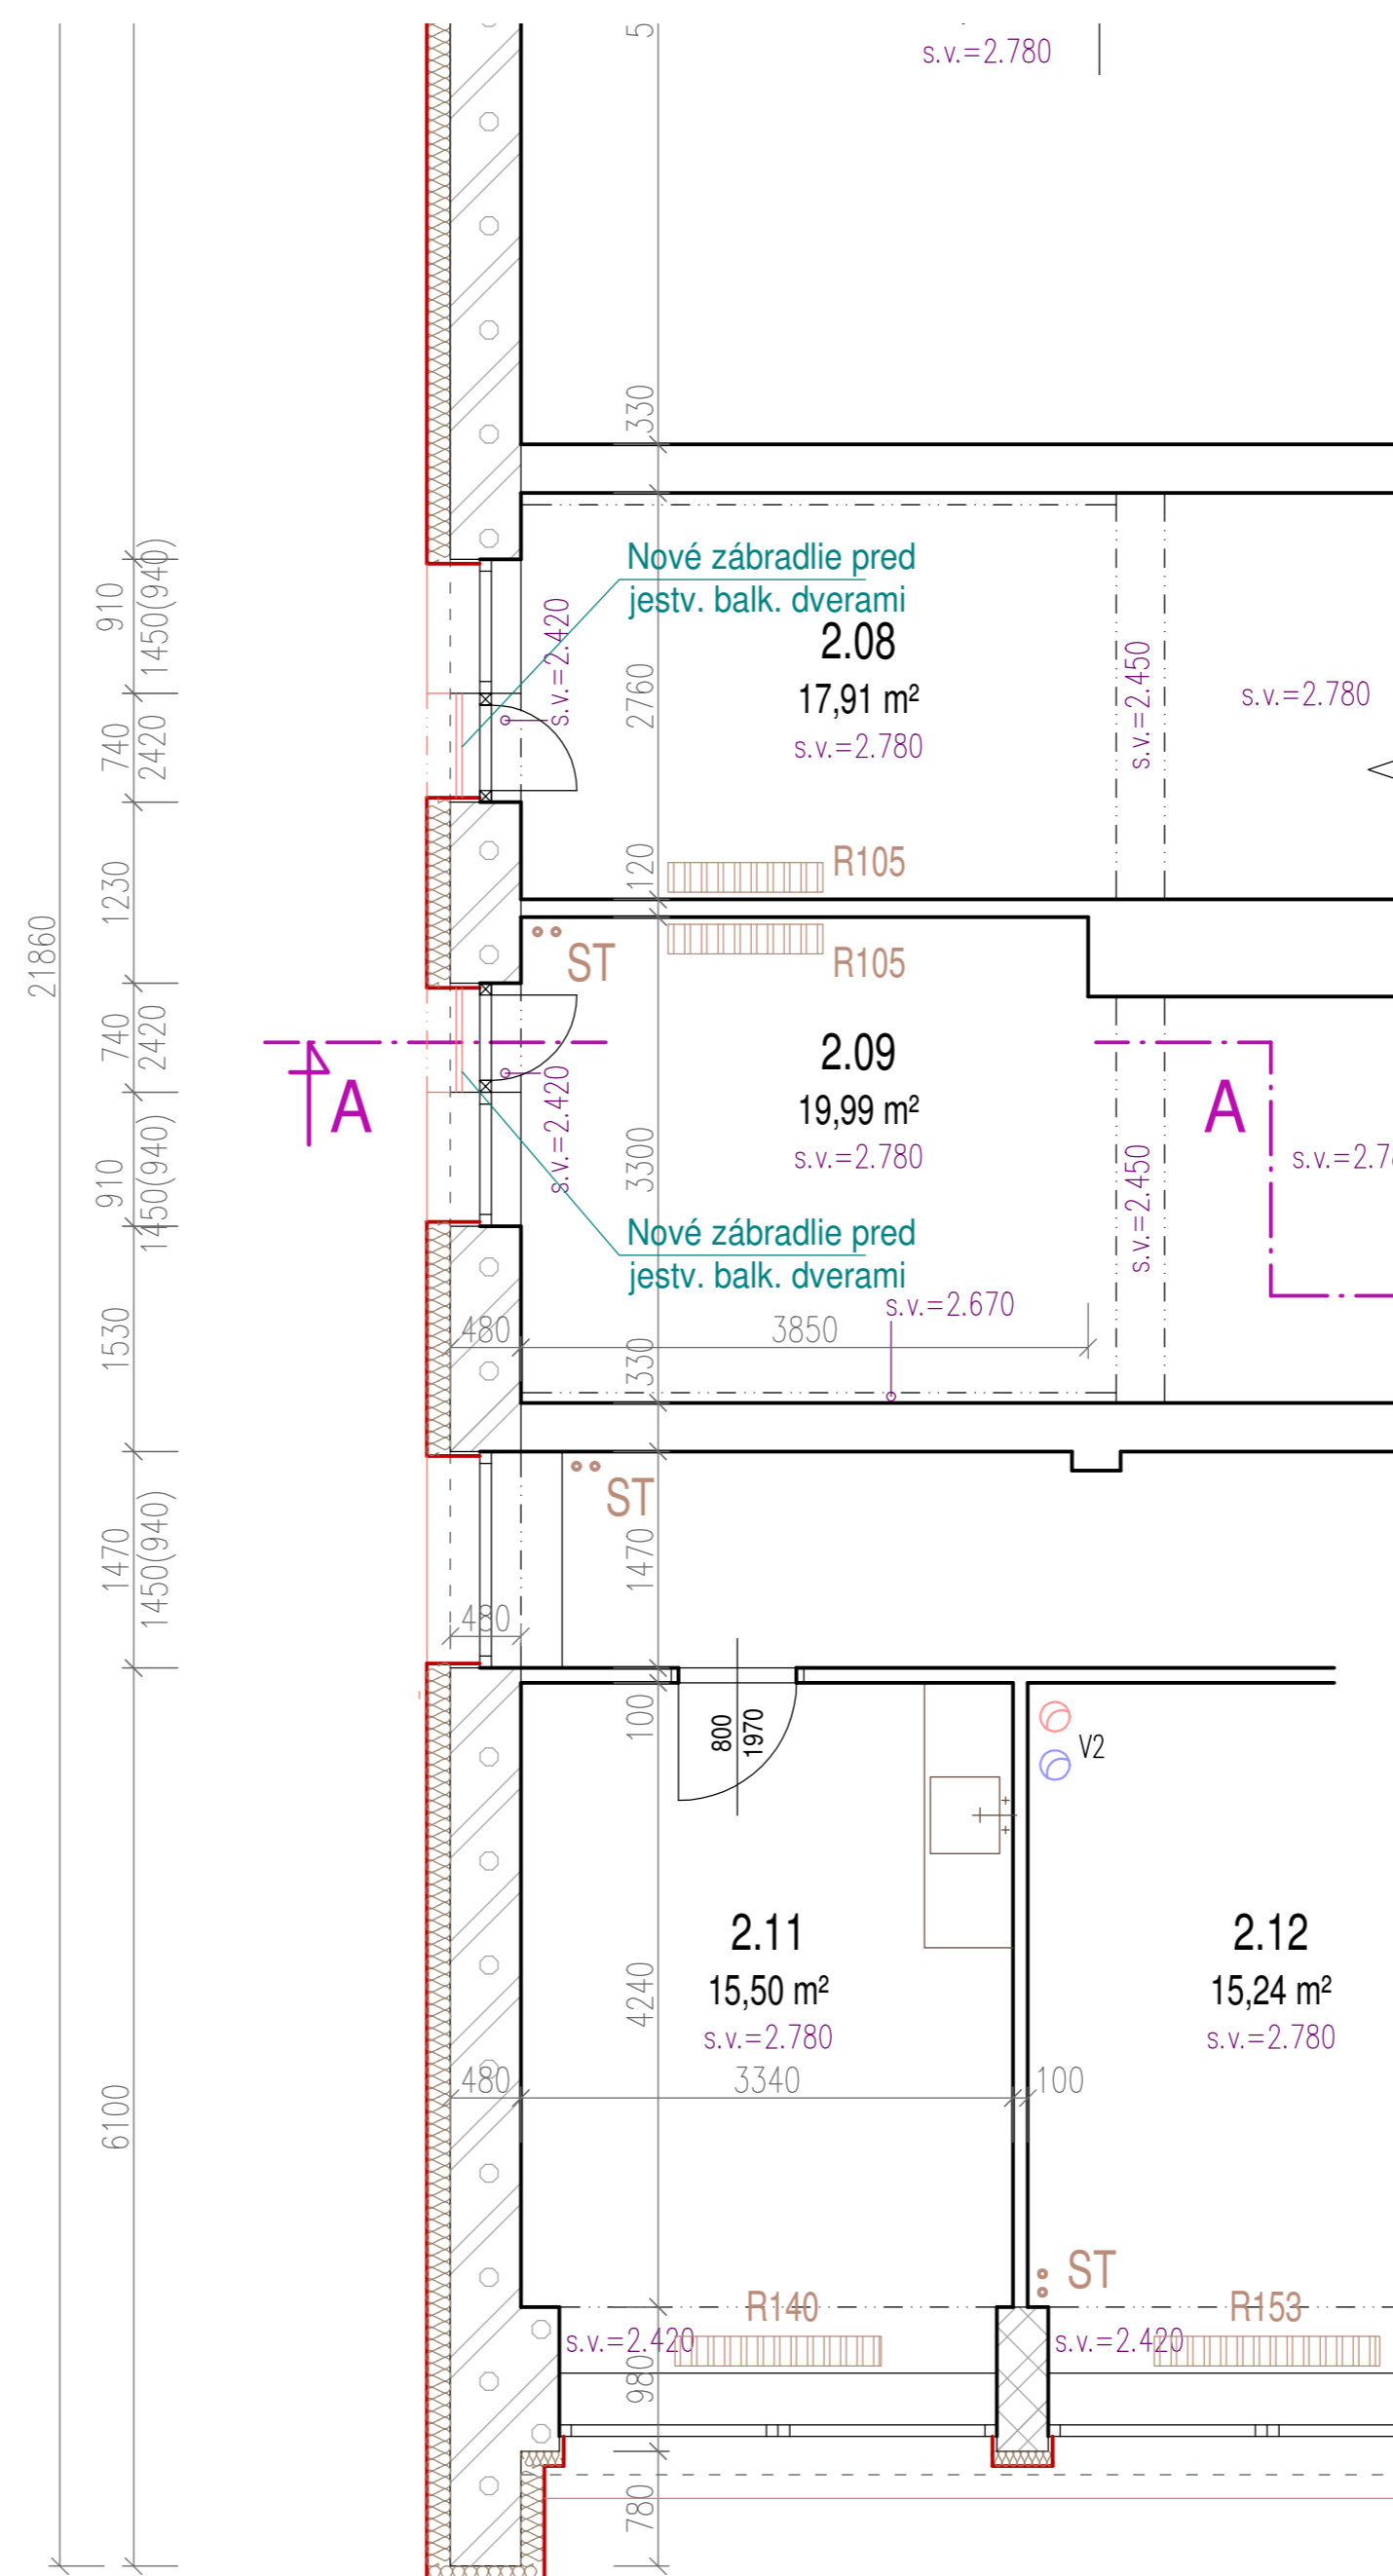 5
s.v.=2.780
330
Nové zábradlie pred
jestv. balk. dverami
910
1450(940)
s.v.=2.420
2.08
17,91 m²
s.v.=2.780
2760
s.v.=2.450
s.v.=2.780
740
2420
120
R105
1230
21860
ST
R105
740
2420
2.09
19,99 m²
s.v.=2.780
A
A
s.v.=2.420
910
1450(940)
3300
s.v.=2.450
s.v.=2.7
Nové zábradlie pred
jestv. balk. dverami
s.v.=2.670
480
3850
1530
330
ST
1470
1450(940)
1470
480
100
800
1970
V2
2.11
15,50 m²
s.v.=2.780
2.12
15,24 m²
s.v.=2.780
4240
480
3340
100
6100
ST
R140
R153
s.v.=2.420
s.v.=2.420
980
780